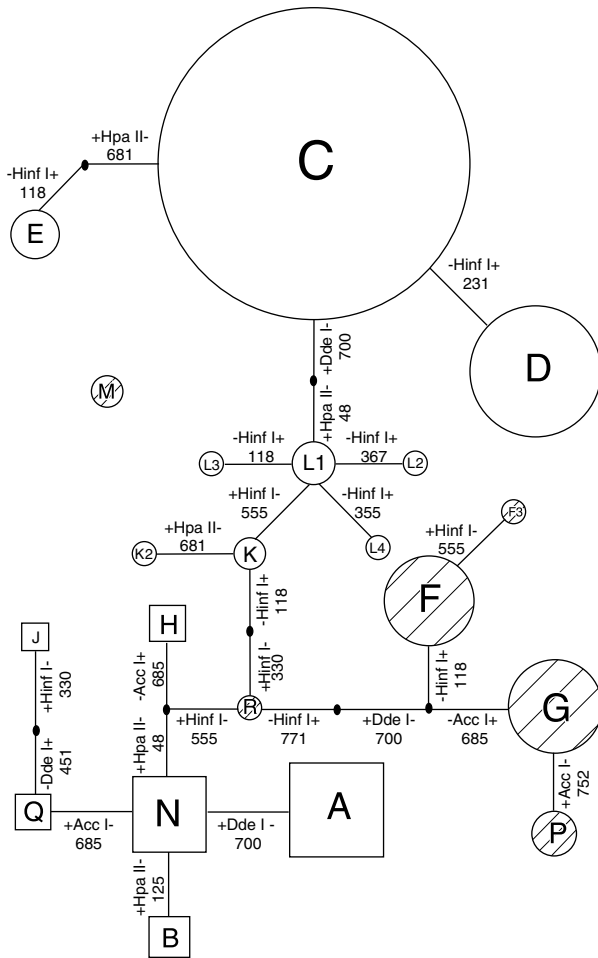 C
+Hpa II-
681
-Hinf I+
118
E
-Hinf I+
231
D
+Dde I-
700
+Hpa II-
48
M
L3
-Hinf I+
118
L1
-Hinf I+
367
L2
+Hinf I-
555
-Hinf I+
355
L4
+Hinf I-
555
F3
K2
+Hpa II-
681
K
F
-Hinf I+
118
-Hinf I+
118
+Hinf I-
330
J
+Hinf I-
330
H
-Acc I+
685
+Hinf I-
555
R
-Hinf I+
771
+Dde I-
700
-Acc I+
685
G
-Dde I+
451
+Hpa II-
48
+Acc I-
752
Q
+Acc I-
685
N
+Dde I -
700
A
P
+Hpa II-
125
B